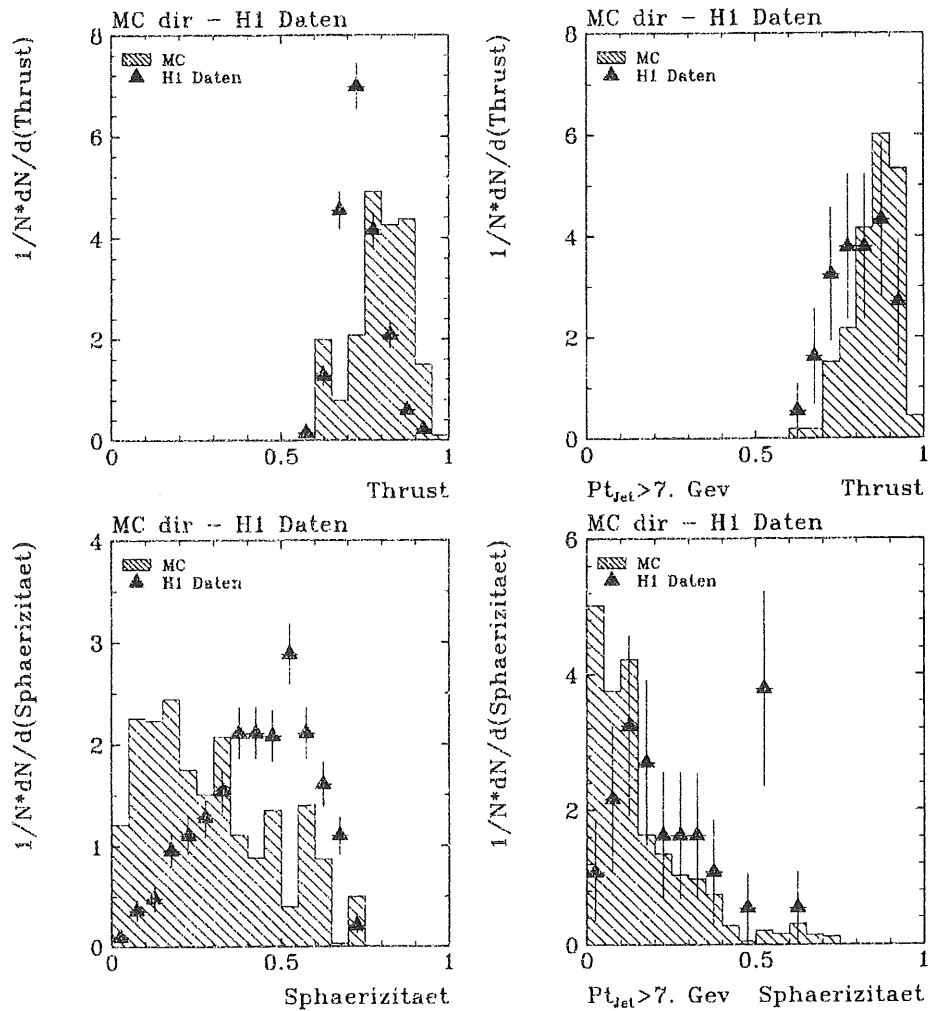 MC dir – H1 Daten
1/N*dN/d(Thrust)
8
6
4
2
0
MC
H1 Daten
0
0.5
1
Thrust
MC dir – H1 Daten
1/N*dN/d(Thrust)
8
6
4
2
0
MC
H1 Daten
0
0.5
1
Pt_Jet>7. Gev Thrust
MC dir – H1 Daten
1/N*dN/d(Sphaerizitaet)
4
3
2
1
0
MC
H1 Daten
0
0.5
1
Sphaerizitaet
MC dir – H1 Daten
1/N*dN/d(Sphaerizitaet)
6
4
2
0
MC
H1 Daten
0
0.5
1
Pt_Jet>7. Gev Sphaerizitaet